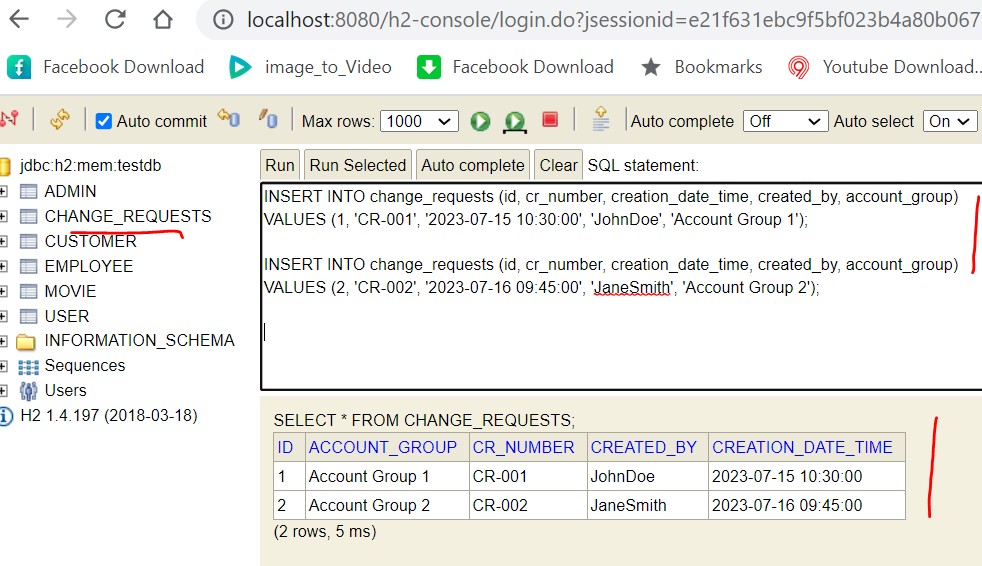 localhost:8080/h2-console/login.do?jsessionid=e21f631ebc9f5bf023b4a80b067
Facebook Download image_to_Video Facebook Download Bookmarks Youtube Download...
Auto commit Max rows: 1000 Auto complete Off Auto select On
jdbc:h2:mem:testdb
ADMIN
CHANGE_REQUESTS
CUSTOMER
EMPLOYEE
MOVIE
USER
INFORMATION_SCHEMA
Sequences
Users
H2 1.4.197 (2018-03-18)
Run Run Selected Auto complete Clear SQL statement:
INSERT INTO change_requests (id, cr_number, creation_date_time, created_by, account_group)
VALUES (1, 'CR-001', '2023-07-15 10:30:00', 'JohnDoe', 'Account Group 1');
INSERT INTO change_requests (id, cr_number, creation_date_time, created_by, account_group)
VALUES (2, 'CR-002', '2023-07-16 09:45:00', 'JaneSmith', 'Account Group 2');
SELECT * FROM CHANGE_REQUESTS;
ID ACCOUNT_GROUP CR_NUMBER CREATED_BY CREATION_DATE_TIME
1 Account Group 1 CR-001 JohnDoe 2023-07-15 10:30:00
2 Account Group 2 CR-002 JaneSmith 2023-07-16 09:45:00
(2 rows, 5 ms)